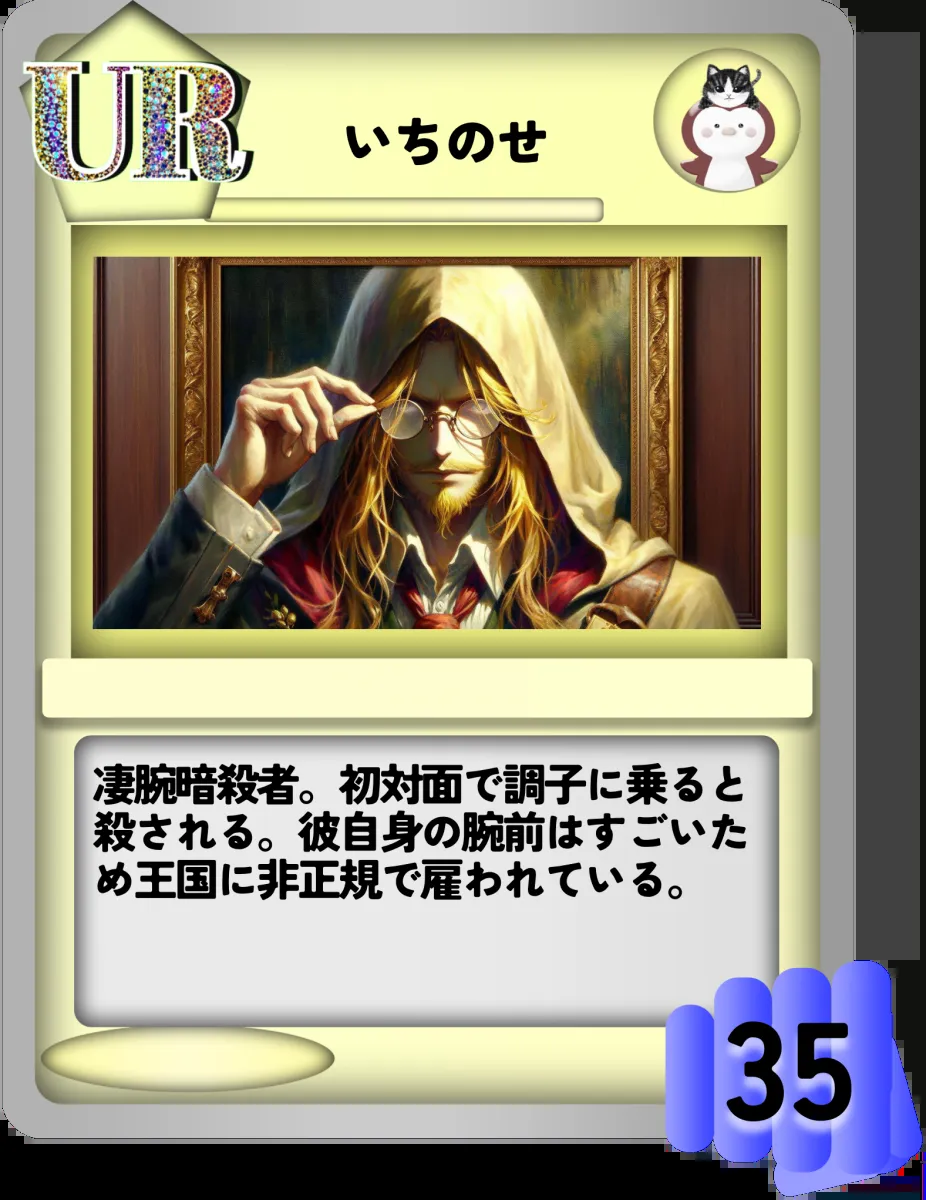 UR
いちのせ
凄腕暗殺者。初対面で調子に乗ると
殺される。彼自身の腕前はすごいた
め王国に非正規で雇われている。
35